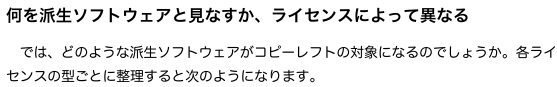 何を派生ソフトウェアと見なすか、ライセンスによって異なる
　では、どのような派生ソフトウェアがコピーレフトの対象になるのでしょうか。各ライ
センスの型ごとに整理すると次のようになります。